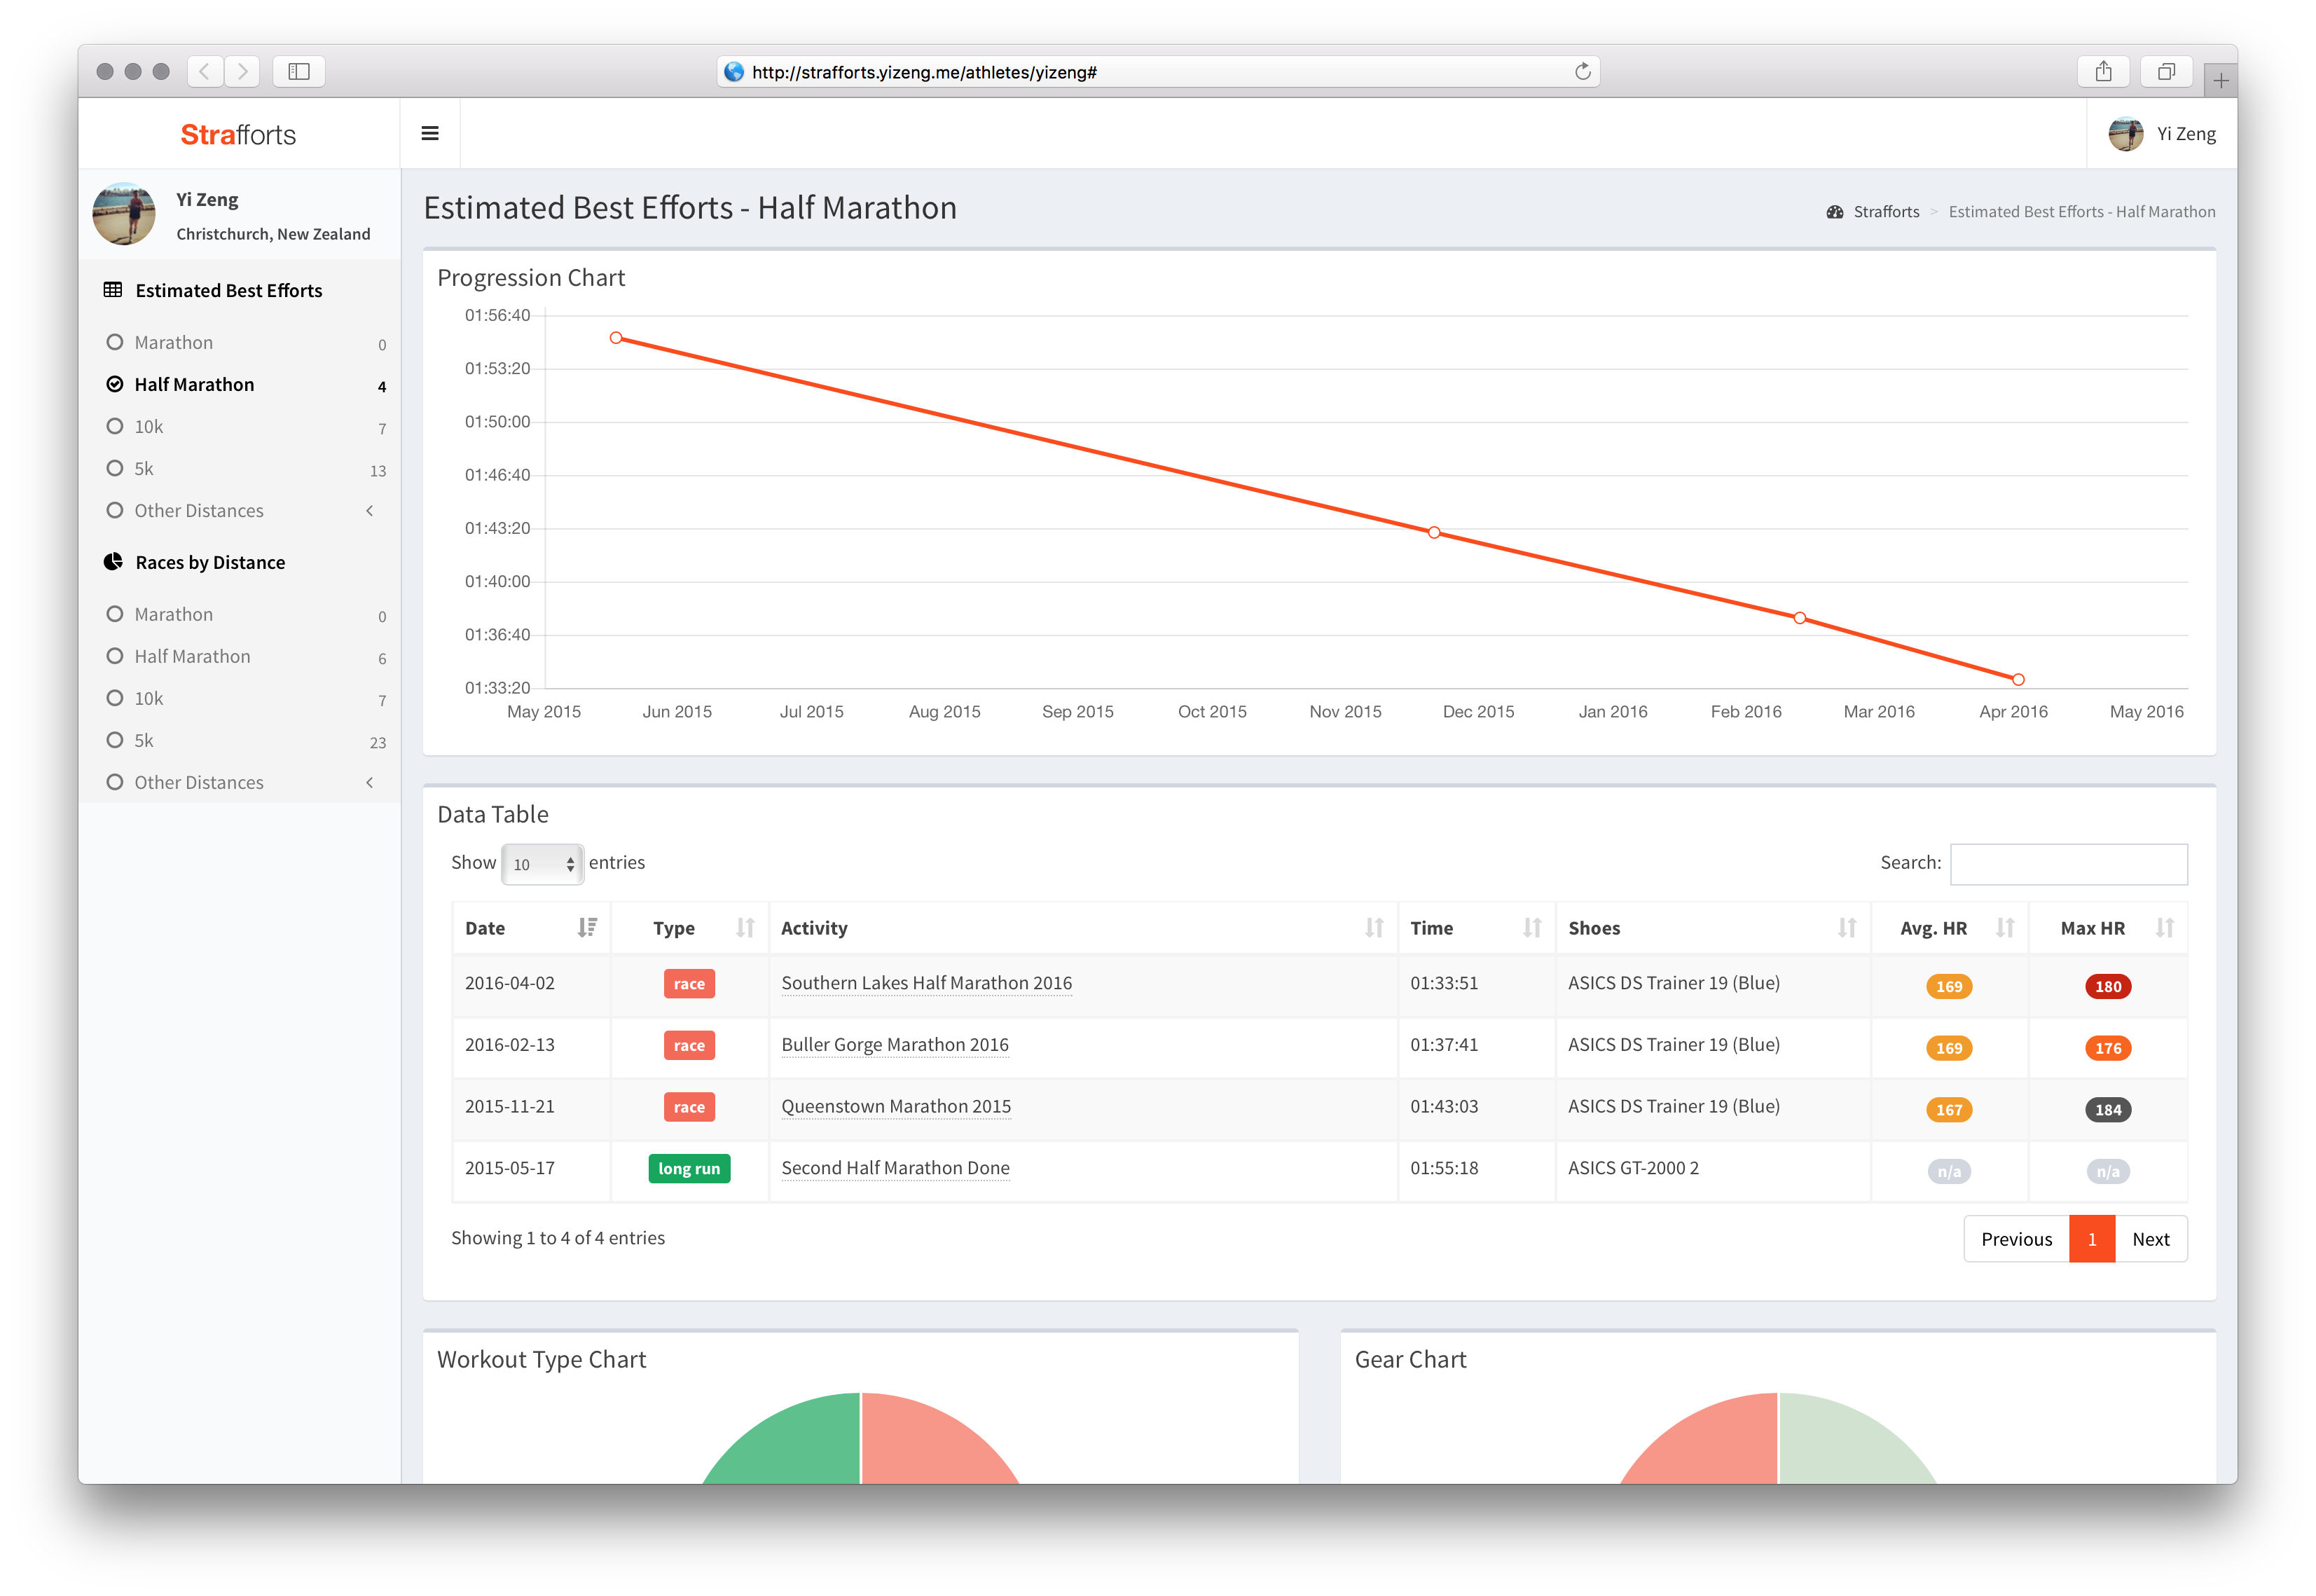 http://strafforts.yizeng.me/athletes/yizeng#
Strafforts
Yi Zeng
Yi Zeng
Christchurch, New Zealand
Estimated Best Efforts
Marathon 0
Half Marathon 4
10k 7
5k 13
Other Distances
Races by Distance
Marathon 0
Half Marathon 6
10k 7
5k 23
Other Distances
Estimated Best Efforts - Half Marathon
Strafforts > Estimated Best Efforts - Half Marathon
Progression Chart
01:56:40
01:53:20
01:50:00
01:46:40
01:43:20
01:40:00
01:36:40
01:33:20
May 2015 Jun 2015 Jul 2015 Aug 2015 Sep 2015 Oct 2015 Nov 2015 Dec 2015 Jan 2016 Feb 2016 Mar 2016 Apr 2016 May 2016
Data Table
Show 10 entries Search:
Date Type Activity Time Shoes Avg. HR Max HR
2016-04-02 race Southern Lakes Half Marathon 2016 01:33:51 ASICS DS Trainer 19 (Blue) 169 180
2016-02-13 race Buller Gorge Marathon 2016 01:37:41 ASICS DS Trainer 19 (Blue) 169 176
2015-11-21 race Queenstown Marathon 2015 01:43:03 ASICS DS Trainer 19 (Blue) 167 184
2015-05-17 long run Second Half Marathon Done 01:55:18 ASICS GT-2000 2 n/a n/a
Showing 1 to 4 of 4 entries Previous 1 Next
Workout Type Chart
Gear Chart